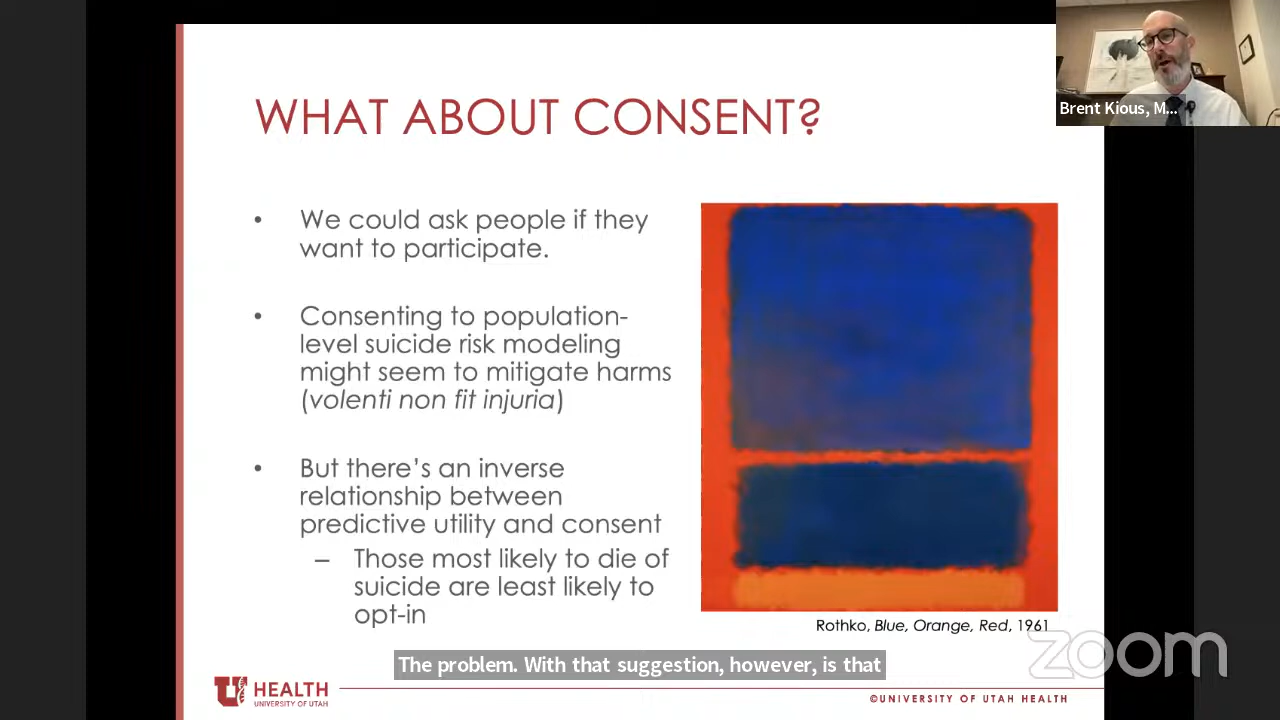 Brent Kious, M...
WHAT ABOUT CONSENT?
• We could ask people if they
want to participate.
• Consenting to population-
level suicide risk modeling
might seem to mitigate harms
(volenti non fit injuria)
• But there’s an inverse
relationship between
predictive utility and consent
– Those most likely to die of
suicide are least likely to
opt-in
Rothko, Blue, Orange, Red, 1961
zoom
The problem. With that suggestion, however, is that
U HEALTH
UNIVERSITY OF UTAH
©UNIVERSITY OF UTAH HEALTH